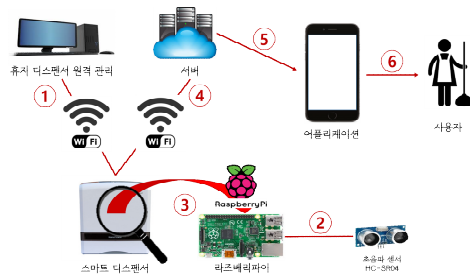 휴지 디스펜서 원격 관리
서버
⑤
⑥
①
④
Wi Fi
Wi Fi
어플리케이션
사용자
RaspberryPi
③
②
스마트 디스펜서
라즈베리파이
초음파 센서
HC-SR04